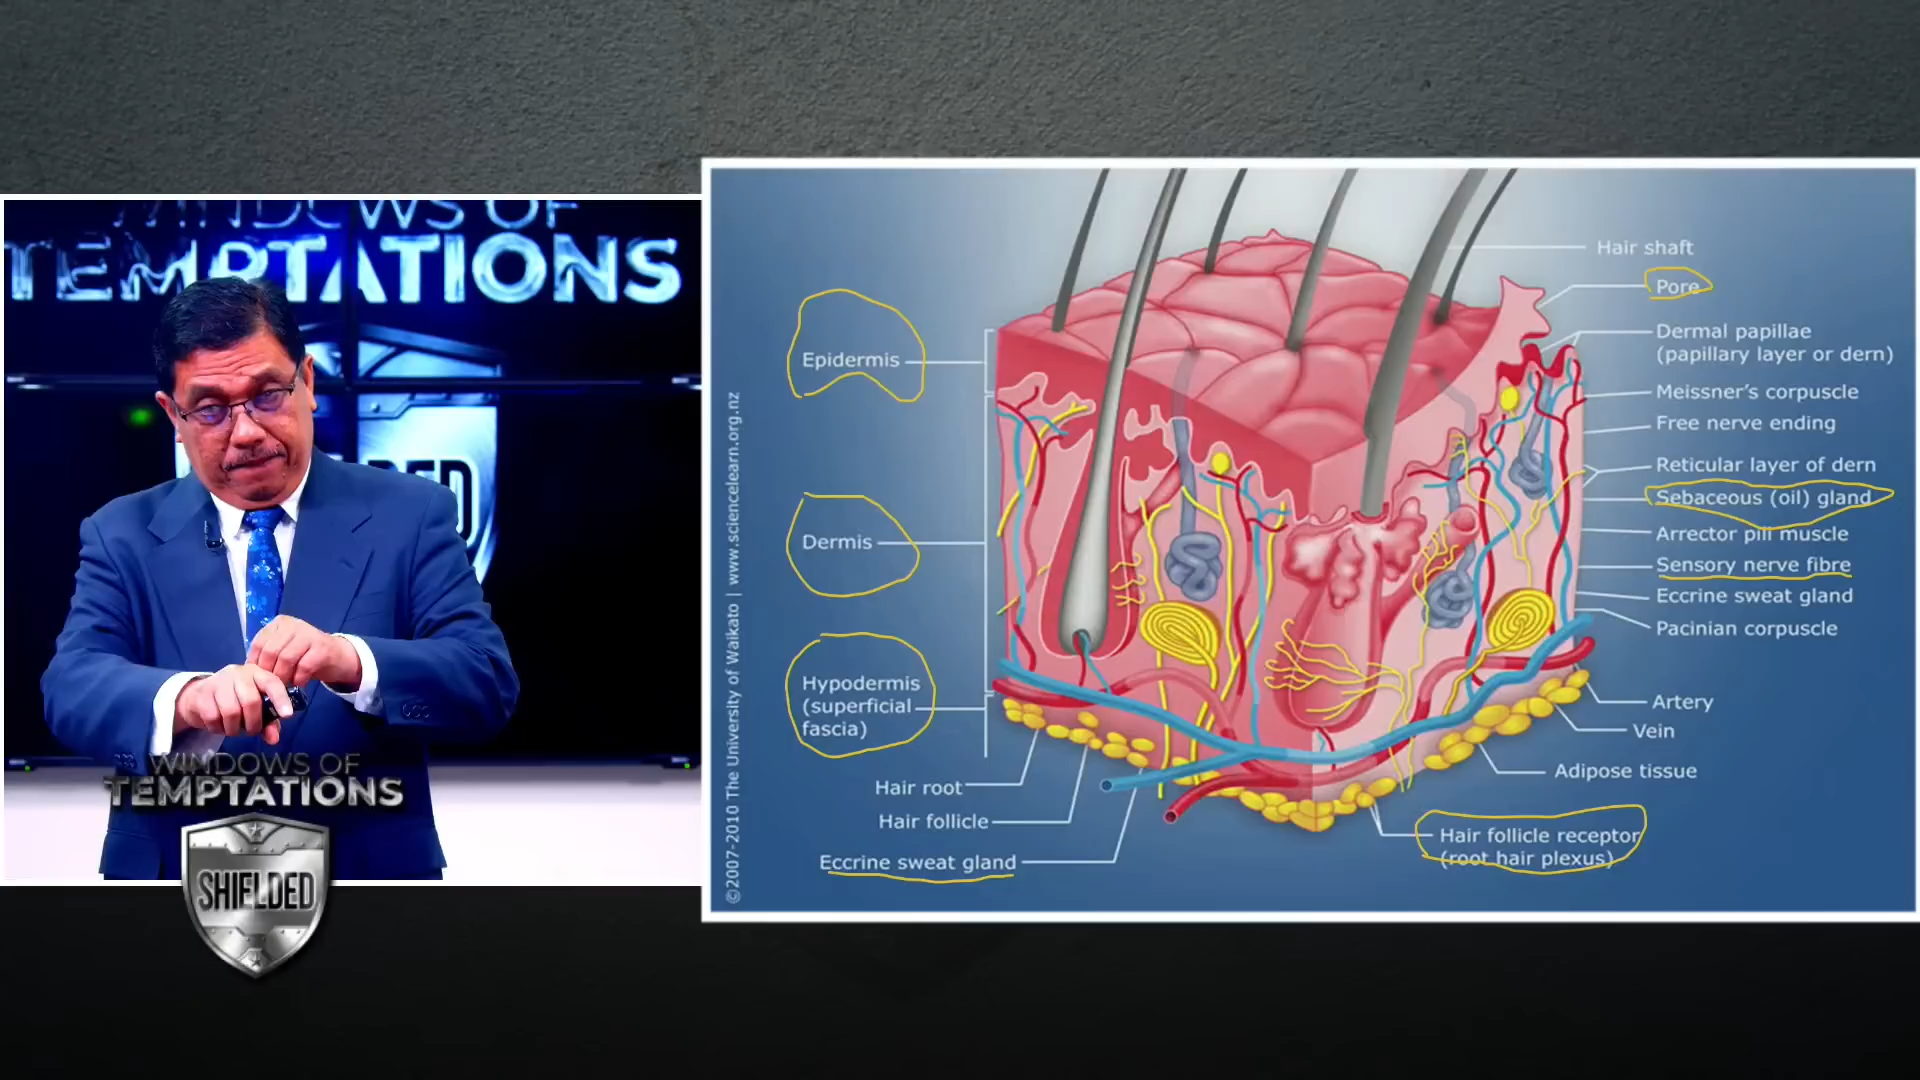 WINDOWS OF
TEMPTATIONS
WINDOWS OF
TEMPTATIONS
SHIELDED
©2007-2010 The University of Waikato | www.sciencelearn.org.nz
Epidermis
Dermis
Hypodermis
(superficial
fascia)
Hair root
Hair follicle
Eccrine sweat gland
Hair shaft
Pore
Dermal papillae
(papillary layer or dern)
Meissner's corpuscle
Free nerve ending
Reticular layer of dern
Sebaceous (oil) gland
Arrector pili muscle
Sensory nerve fibre
Eccrine sweat gland
Pacinian corpuscle
Artery
Vein
Adipose tissue
Hair follicle receptor
(root hair plexus)